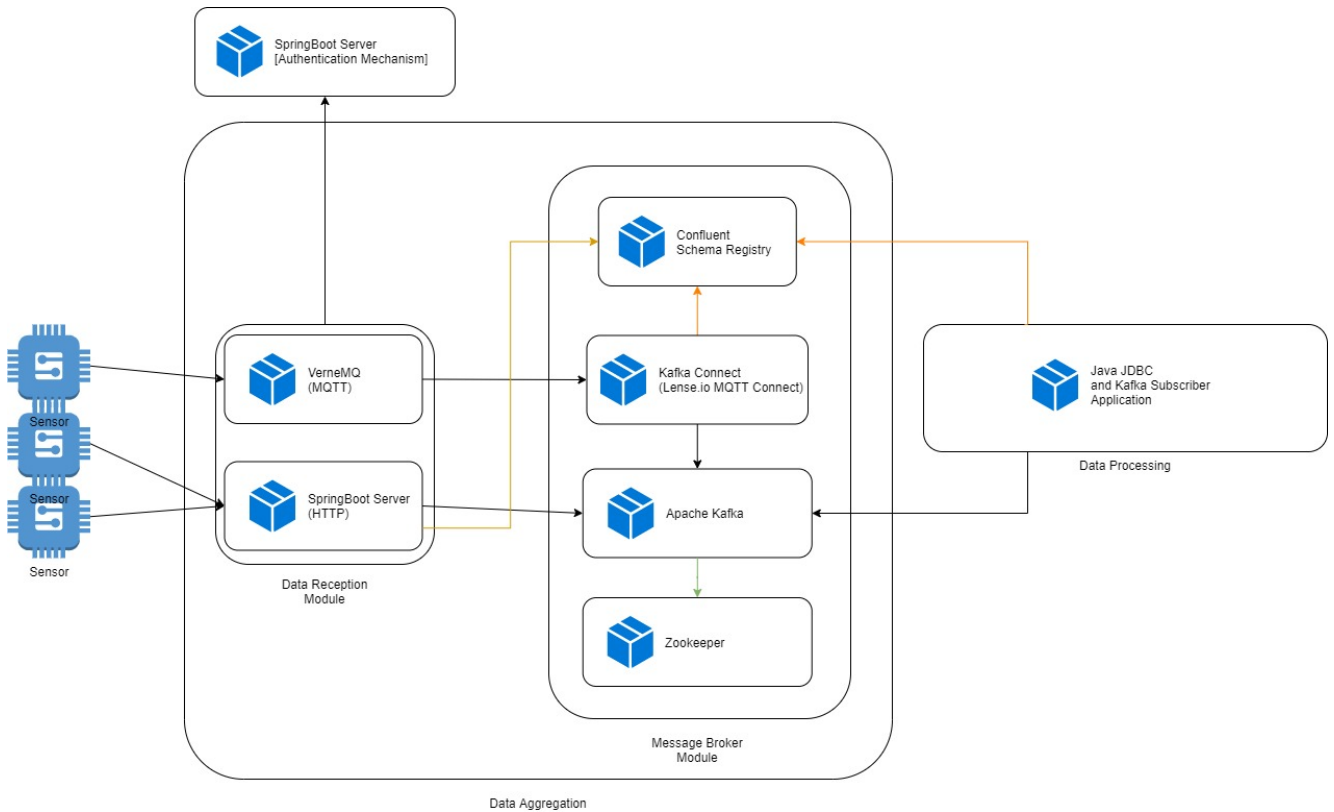 SpringBoot Server
[Authentication Mechanism]
Confluent
Schema Registry
VerneMQ
(MQTT)
Kafka Connect
(Lense.io MQTT Connect)
Java JDBC
and Kafka Subscriber
Application
Sensor
Data Processing
Sensor
SpringBoot Server
(HTTP)
Apache Kafka
Sensor
Data Reception
Module
Zookeeper
Message Broker
Module
Data Aggregation